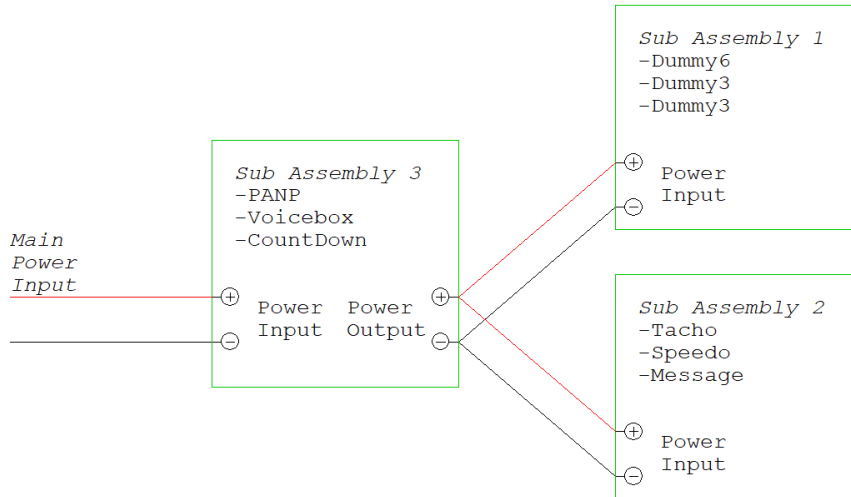 Sub Assembly 1
-Dummy6
-Dummy3
-Dummy3
+ Power
- Input
Sub Assembly 3
-PANP
-Voicebox
-CountDown
Main
Power
Input
+ Power Power +
Input Output
- -
Sub Assembly 2
-Tacho
-Speedo
-Message
+ Power
- Input